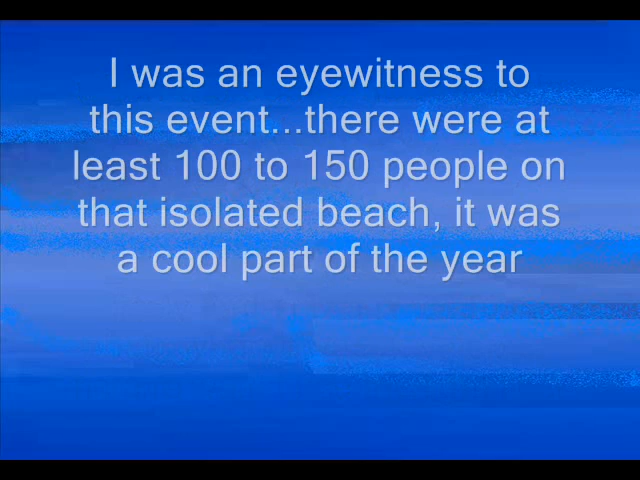 I was an eyewitness to
this event...there were at
least 100 to 150 people on
that isolated beach, it was
a cool part of the year